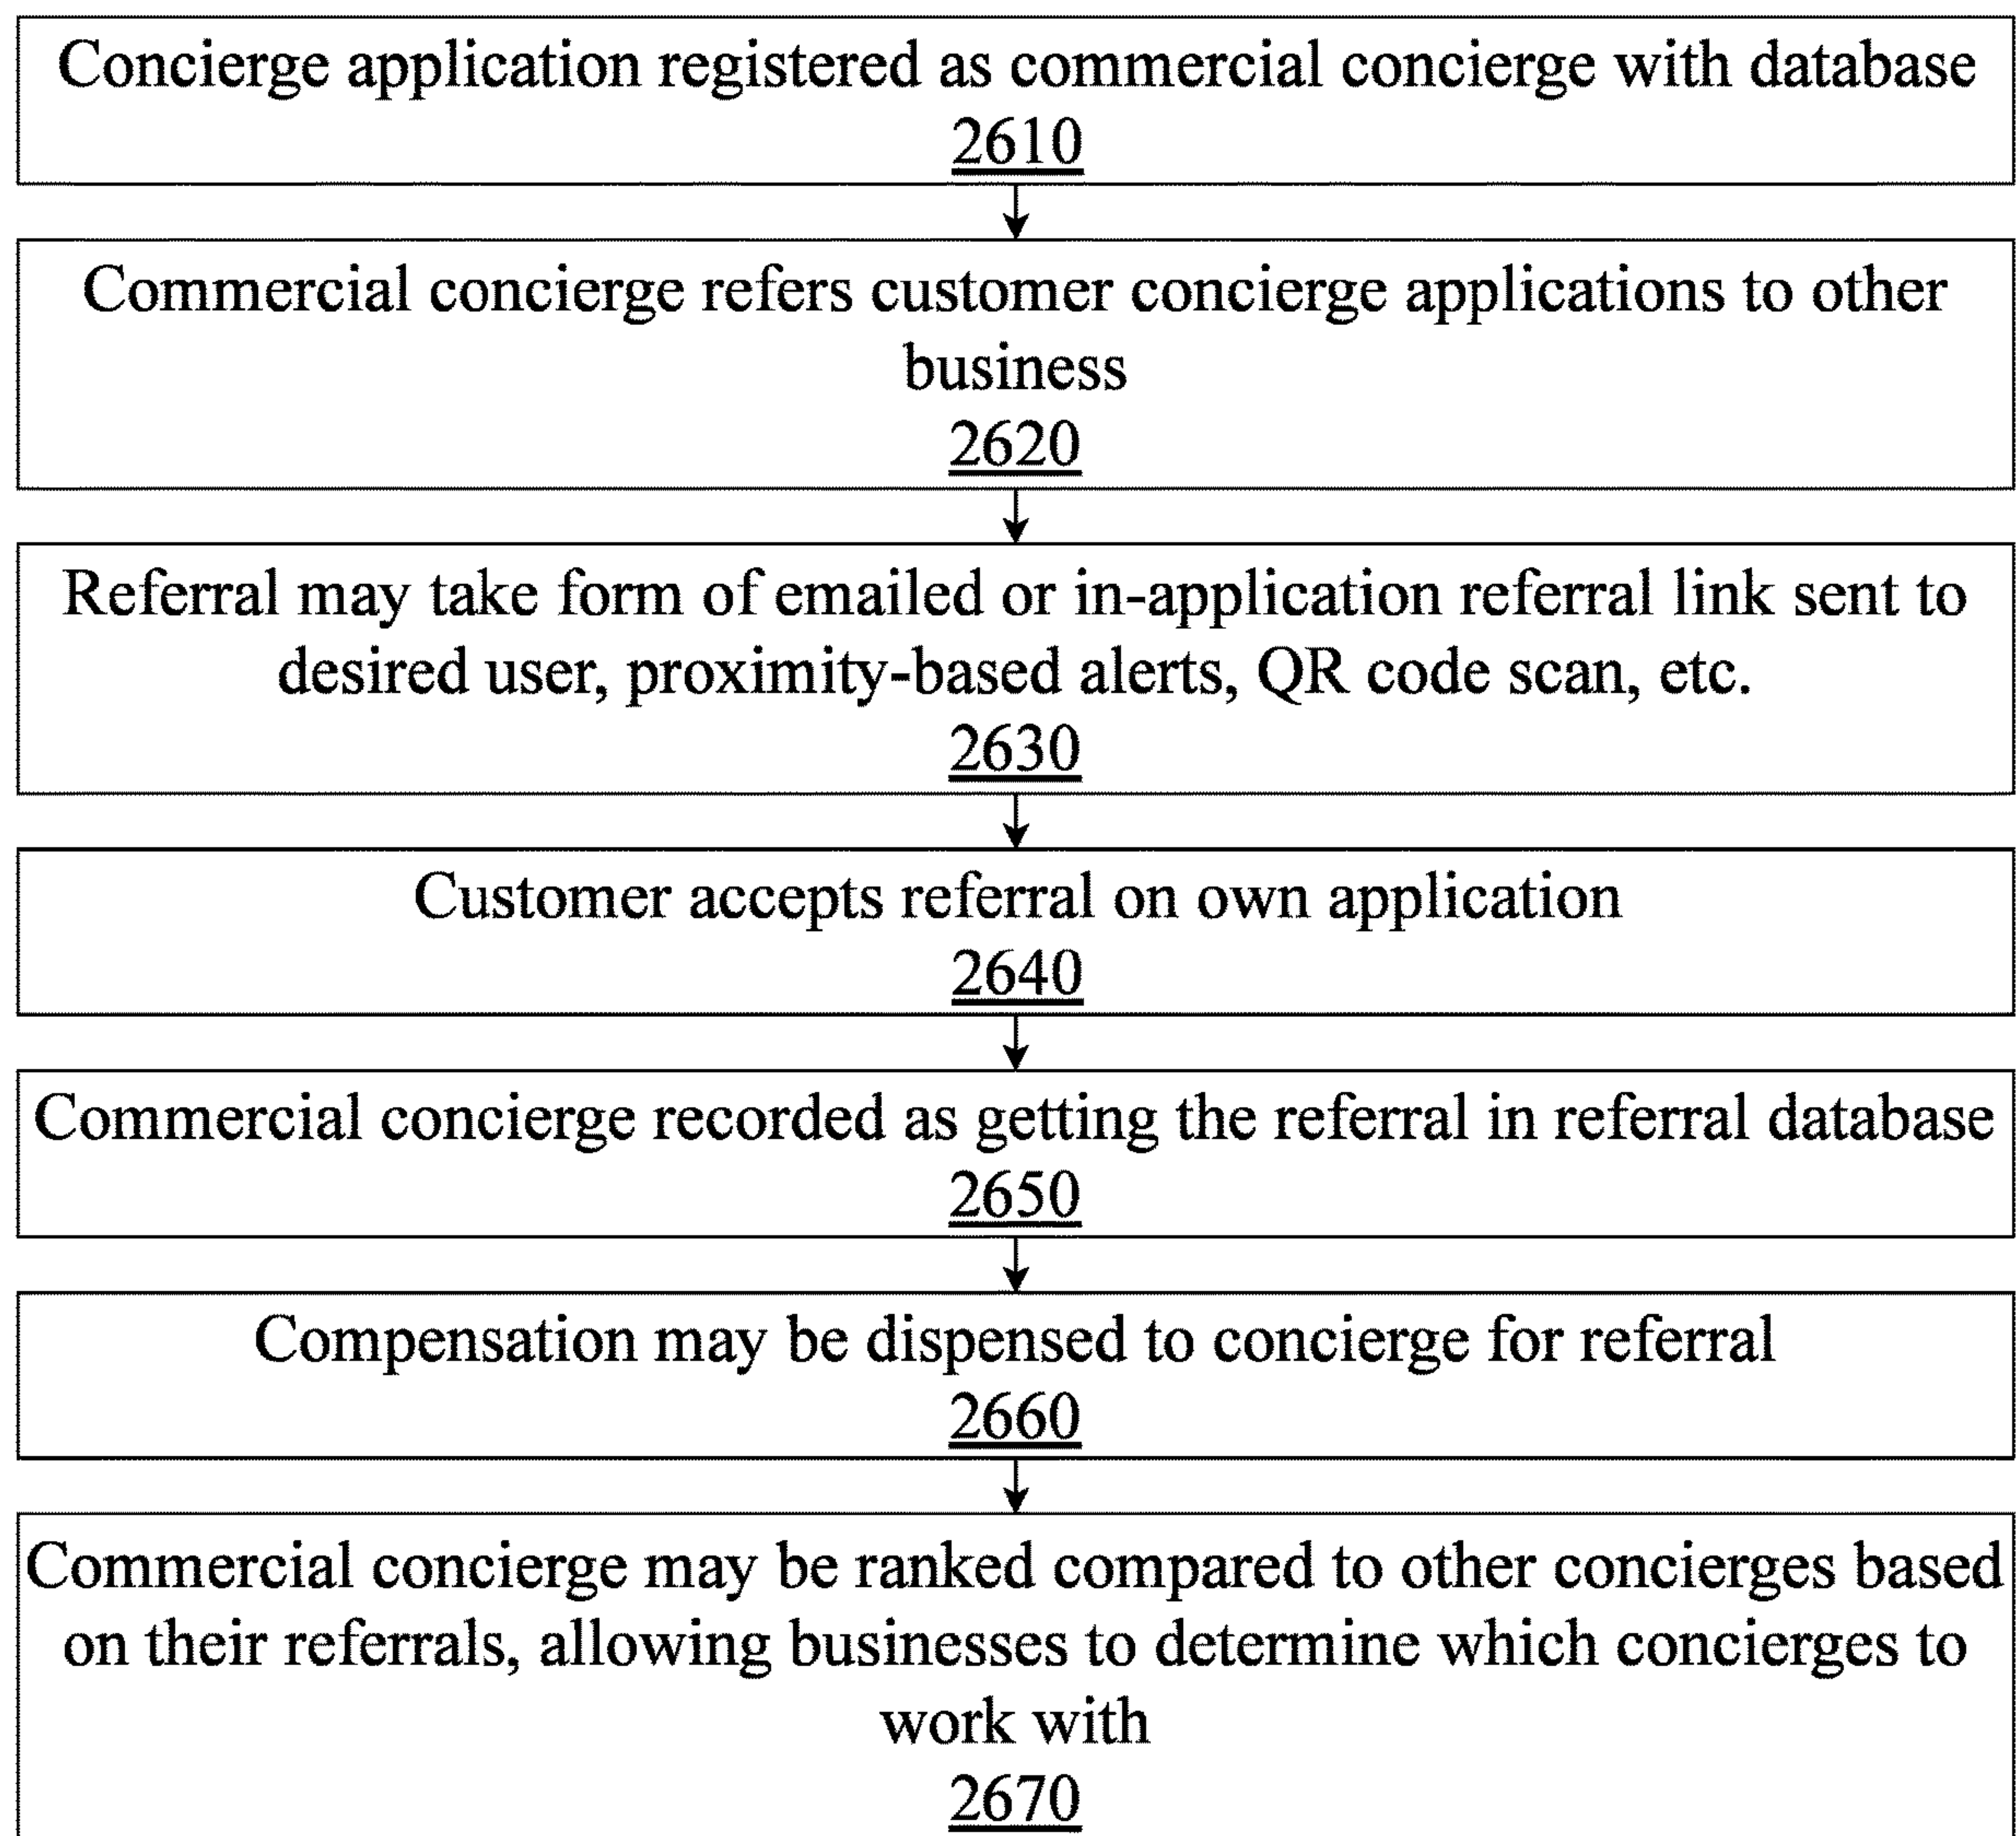 Concierge application registered as commercial concierge with database
2610
Commercial concierge refers customer concierge applications to other
business
2620
Referral may take form of emailed or in-application referral link sent to
desired user, proximity-based alerts, QR code scan, etc.
2630
Customer accepts referral on own application
2640
Commercial concierge recorded as getting the referral in referral database
2650
Compensation may be dispensed to concierge for referral
2660
Commercial concierge may be ranked compared to other concierges based
on their referrals, allowing businesses to determine which concierges to
work with
2670